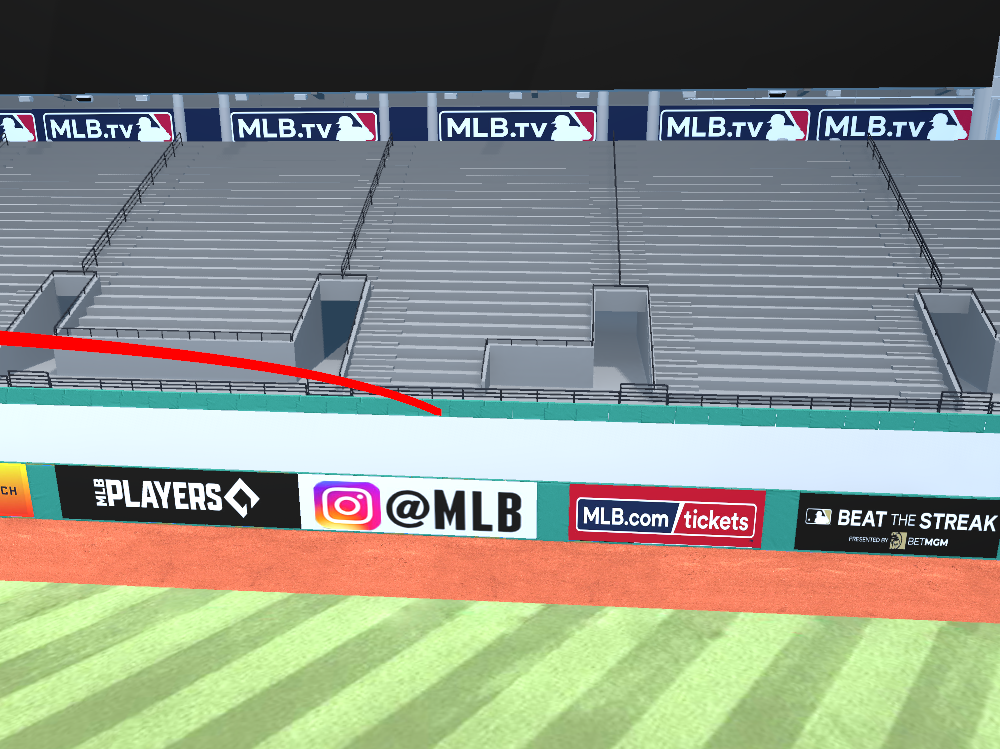 MLB.TV
MLB.TV
MLB.TV
MLB.TV
MLB.TV
CH
MLB PLAYERS
@MLB
MLB.com/tickets
BEAT THE STREAK
PRESENTED BY BETMGM